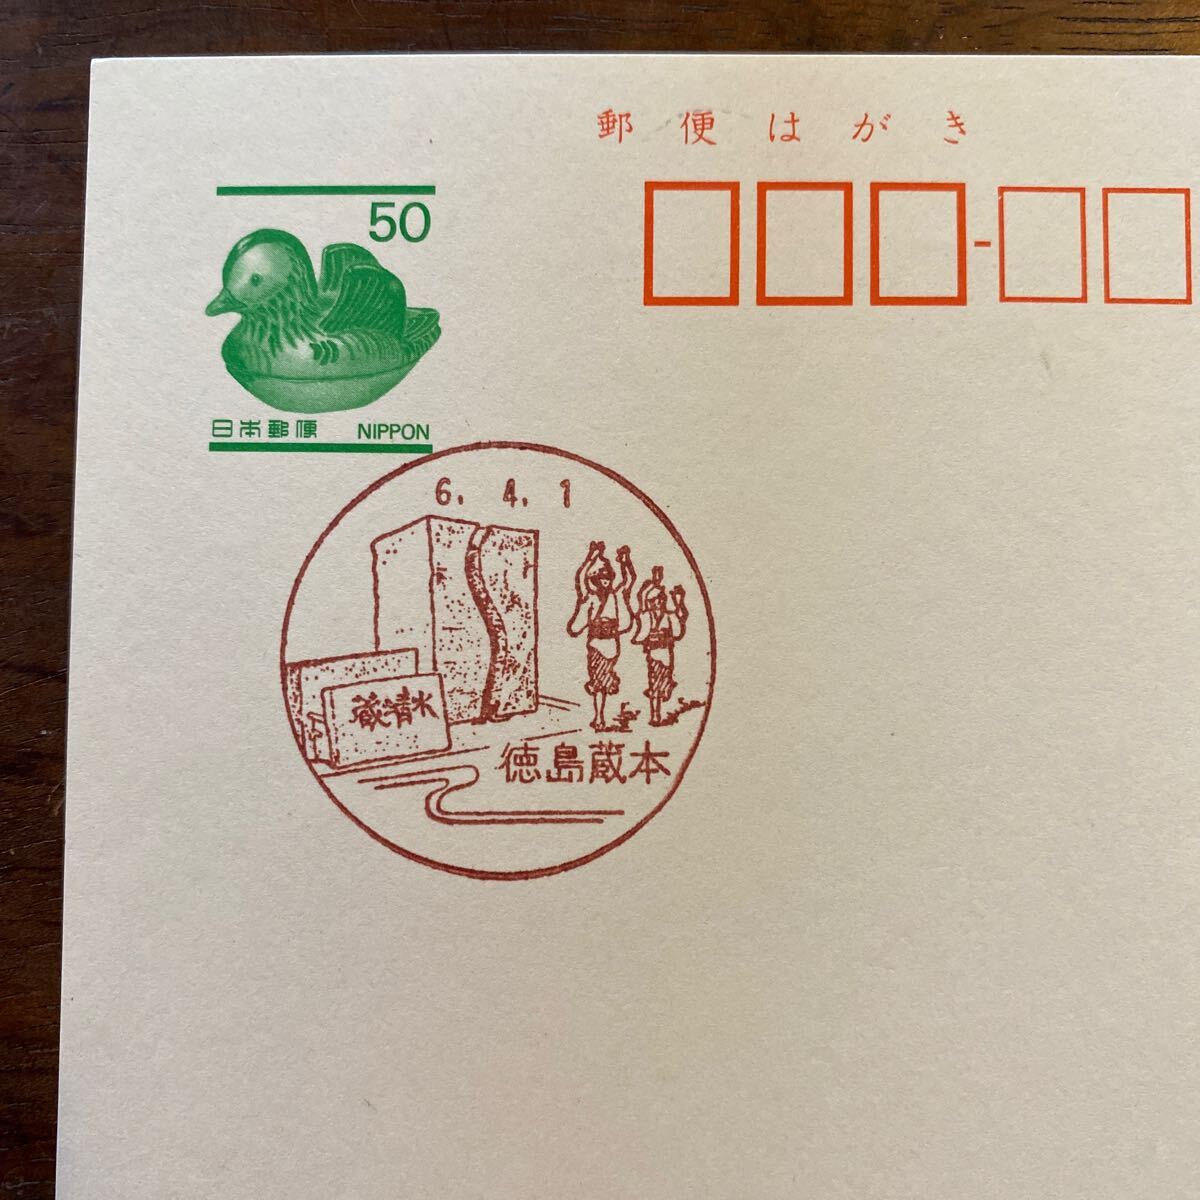 郵便はがき
50
日本郵便 NIPPON
6. 4. 1
蔵清水
徳島蔵本